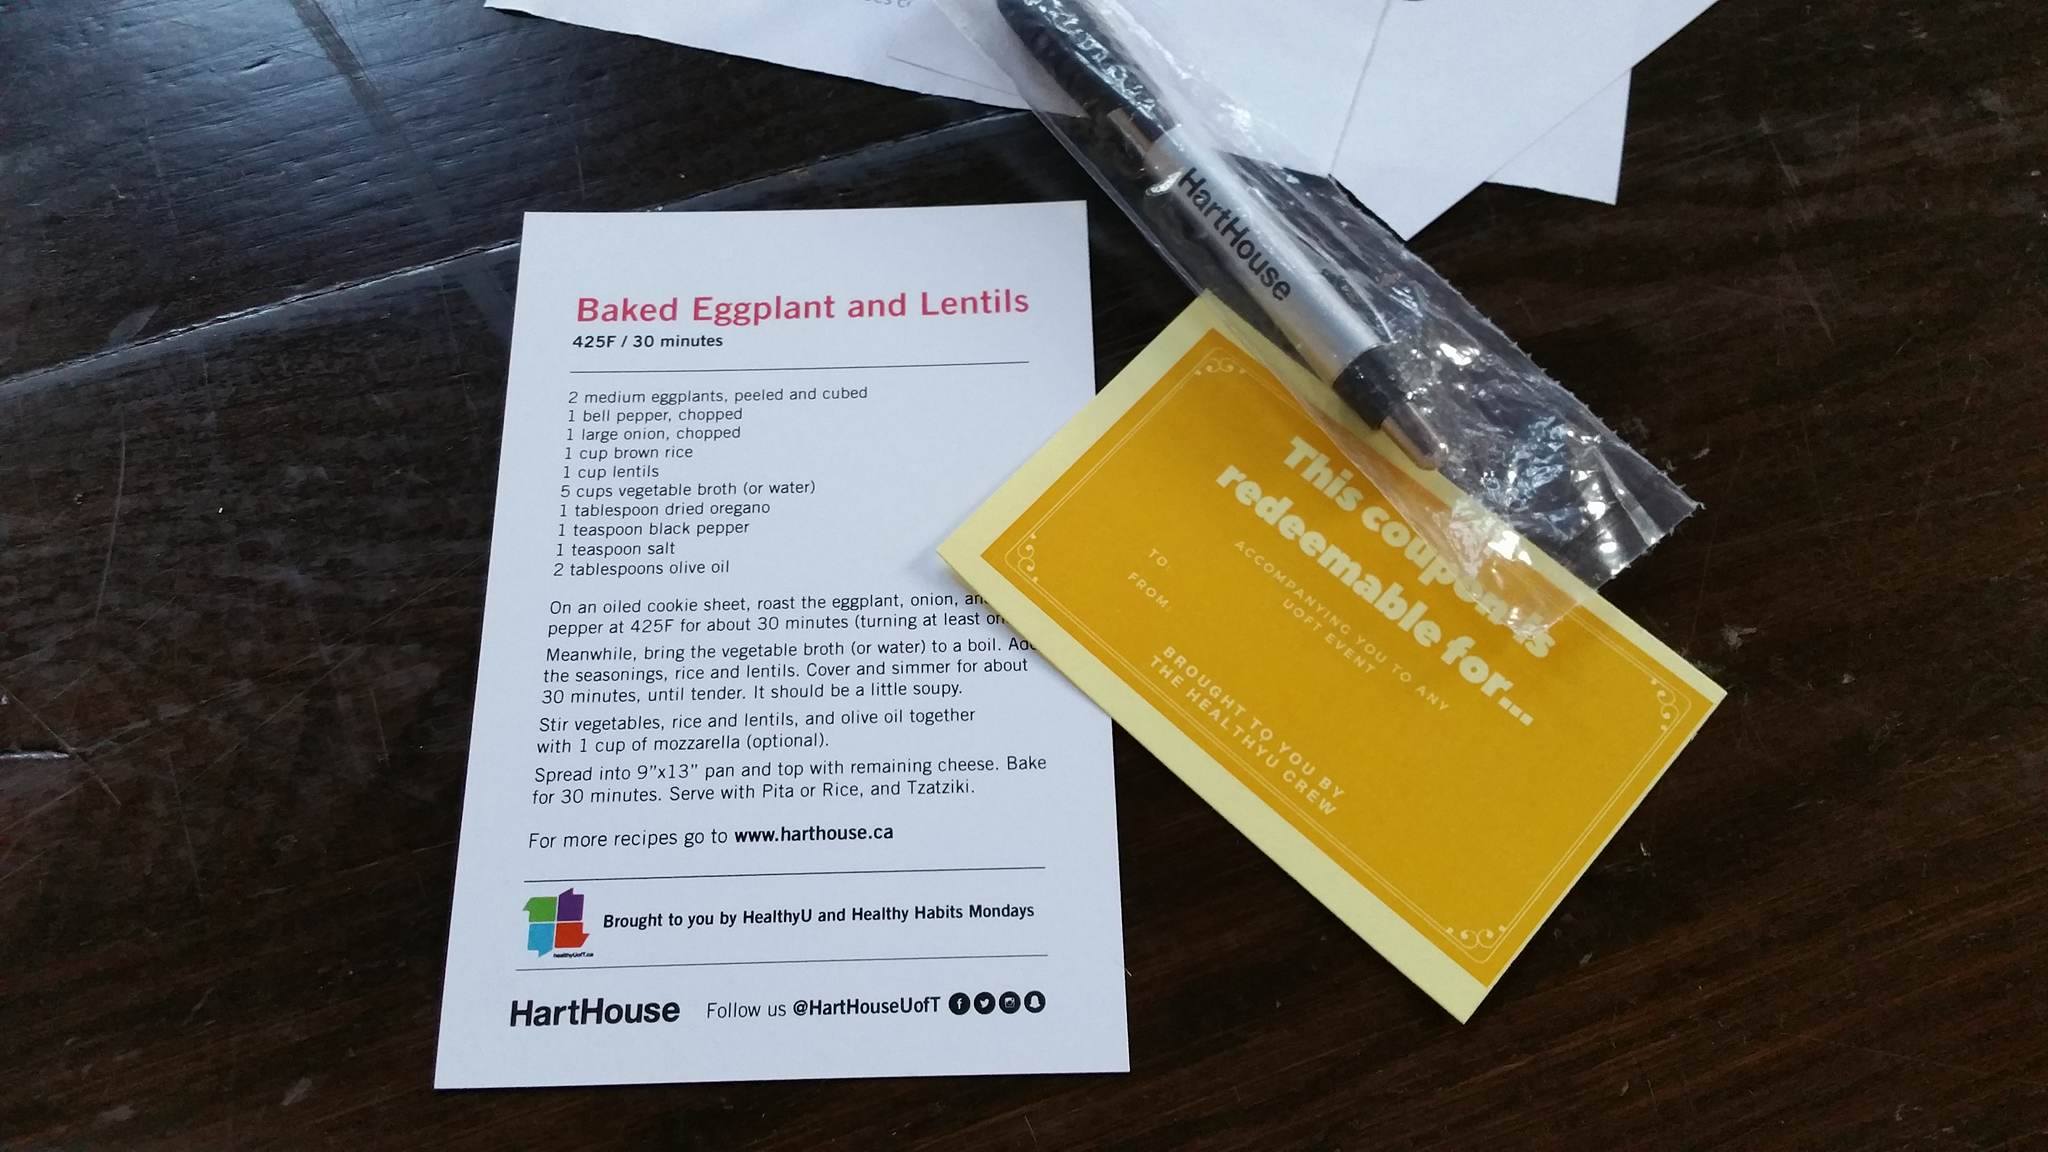 Baked Eggplant and Lentils
425F / 30 minutes
2 medium eggplants, peeled and cubed
1 bell pepper, chopped
1 large onion, chopped
1 cup brown rice
1 cup lentils
5 cups vegetable broth (or water)
1 tablespoon dried oregano
1 teaspoon black pepper
1 teaspoon salt
2 tablespoons olive oil
On an oiled cookie sheet, roast the eggplant, onion,
pepper at 425F for about 30 minutes (turning at least
Meanwhile, bring the vegetable broth (or water) to a boil.
the seasonings, rice and lentils. Cover and simmer for about
30 minutes, until tender. It should be a little soupy.
Stir vegetables, rice and lentils, and olive oil together
with 1 cup of mozzarella (optional).
Spread into 9”x13” pan and top with remaining cheese. Bake
for 30 minutes. Serve with Pita or Rice, and Tzatziki.
For more recipes go to www.harthouse.ca
healthyUofT.ca
Brought to you by HealthyU and Healthy Habits Mondays
HartHouse Follow us @HartHouseUofT
HartHouse
This coupon is
redeemable for...
ACCOMPANYING YOU TO ANY
UOFT EVENT
TO:
FROM:
BROUGHT TO YOU BY
THE HEALTHYU CREW